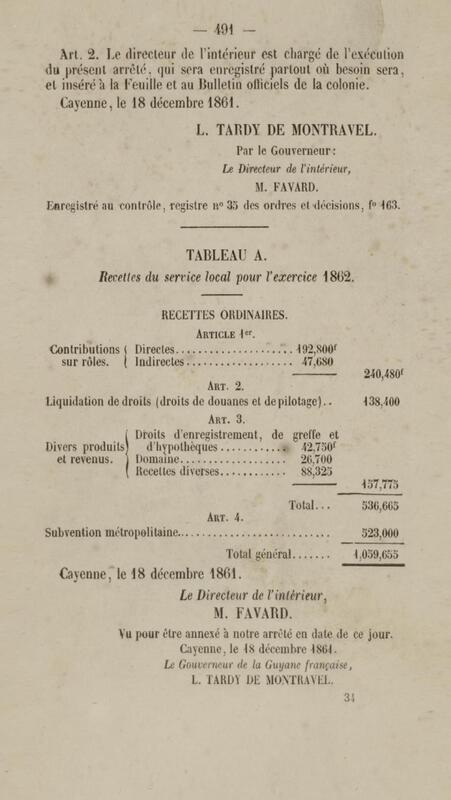 — 491 —
Art. 2. Le directeur de l'intérieur est chargé de l'exécution
du présent arrêté, qui sera enregistré partout où besoin sera,
et inséré à la Feuille et au Bulletin officiels de la colonie.
Cayenne, le 18 décembre 1861.
L. TARDY DE MONTRAVEL.
Par le Gouverneur:
Le Directeur de l'intérieur,
M. FAVARD.
Enregistré au contrôle, registre nº 35 des ordres et décisions, fº 163.
TABLEAU A.
Recettes du service local pour l'exercice 1862.
RECETTES ORDINAIRES.
Article 1er.
Contributions { Directes..................... 192,800f
sur rôles. { Indirectes.................. 47,680
240,480f
Art. 2.
Liquidation de droits (droits de douanes et de pilotage).. 138,400
Art. 3.
Droits d'enregistrement, de greffe et
Divers produits d'hypothèques............ 42,750f
et revenus. Domaine.................... 26,700
Recettes diverses............ 88,325
157,775
Total... 536,665
Art. 4.
Subvention métropolitaine............................ 523,000
Total général....... 1,059,655
Cayenne, le 18 décembre 1861.
Le Directeur de l'intérieur,
M. FAVARD.
Vu pour être annexé à notre arrêté en date de ce jour.
Cayenne, le 18 décembre 1861.
Le Gouverneur de la Guyane française,
L. TARDY DE MONTRAVEL.
34